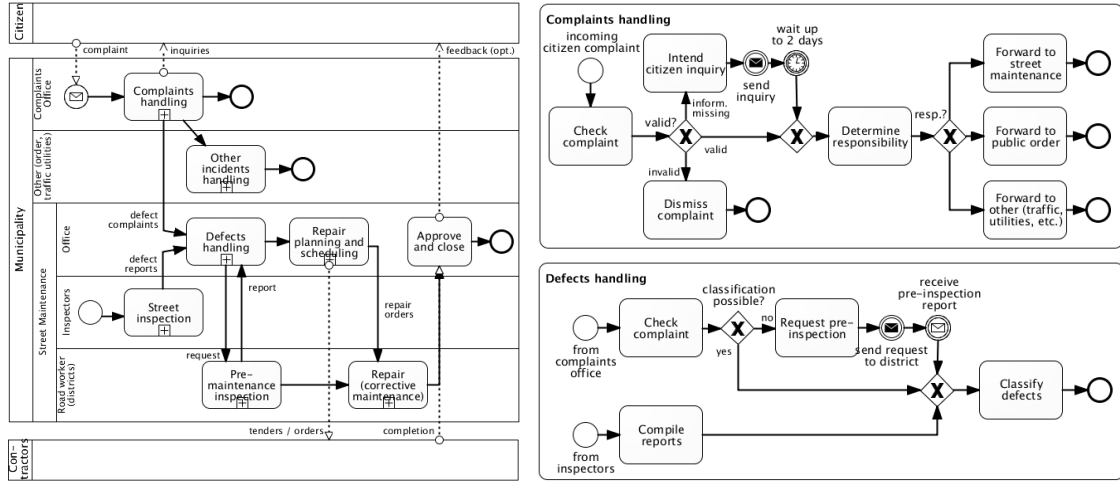 Citizen
complaint
inquiries
feedback (opt.)
Municipality
Complaints
Office
Complaints
handling
Other (order,
traffic utilities)
Other
incidents
handling
defect
complaints
Street Maintenance
Office
Defects
handling
Repair
planning and
scheduling
Approve
and close
defect
reports
report
Inspectors
Street
inspection
repair
orders
request
Road worker
(districts)
Pre-
maintenance
inspection
Repair
(corrective
maintenance)
tenders / orders
completion
Con-
tractors
Complaints handling
incoming
citizen complaint
Intend
citizen inquiry
wait up
to 2 days
send
inquiry
inform.
missing
Check
complaint
valid?
valid
invalid
Dismiss
complaint
Determine
responsibility
resp.?
Forward to
street
maintenance
Forward to
public order
Forward to
other (traffic,
utilities, etc.)
Defects handling
from
complaints
office
Check
complaint
classification
possible?
no
yes
Request pre-
inspection
receive
pre-inspection
report
send request
to district
Classify
defects
from
inspectors
Compile
reports